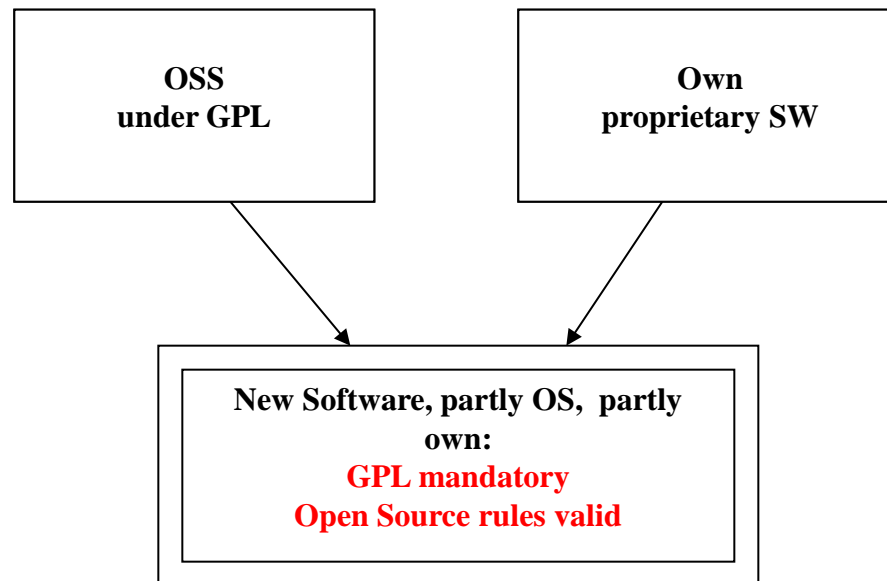 OSS
under GPL
Own
proprietary SW
New Software, partly OS,  partly
own:
GPL mandatory
Open Source rules valid